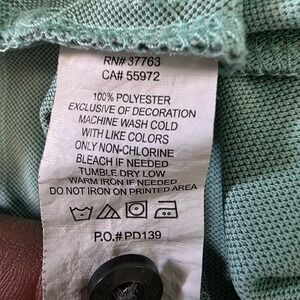 RN# 37763
CA# 55972
100% POLYESTER
EXCLUSIVE OF DECORATION
MACHINE WASH COLD
WITH LIKE COLORS
ONLY NON-CHLORINE
BLEACH IF NEEDED
TUMBLE DRY LOW
WARM IRON IF NEEDED
DO NOT IRON ON PRINTED AREA
P.O.#PD139